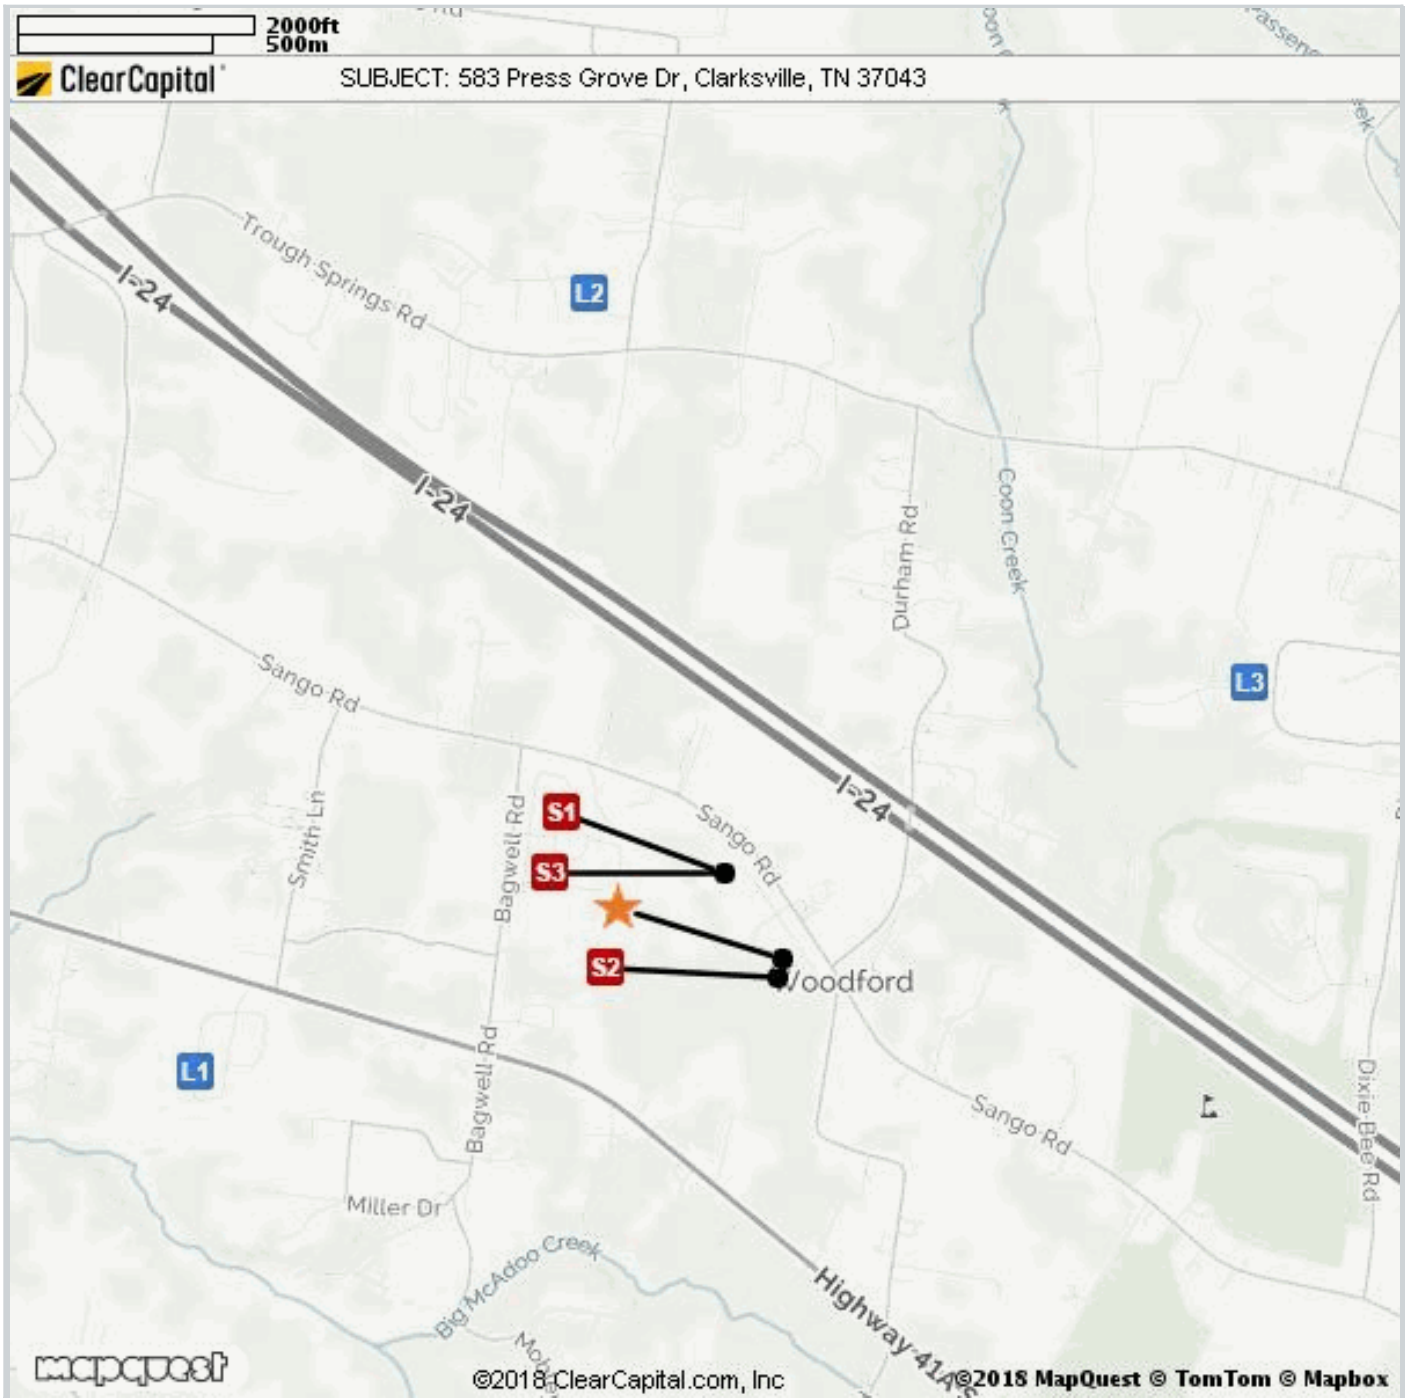 2000ft
500m
ClearCapital
SUBJECT: 583 Press Grove Dr, Clarksville, TN 37043
Trough Springs Rd
I-24
L2
I-24
Coon Creek
Durham Rd
Sango Rd
L3
I-24
Smith Ln
Bagwell Rd
S1
Sango Rd
S3
S2
Woodford
L1
Bagwell Rd
Sango Rd
Dixie Bee Rd
Miller Dr
Big McAdoo Creek
Highway 41A S
mapquest
©2018 ClearCapital.com, Inc
©2018 MapQuest © TomTom © Mapbox